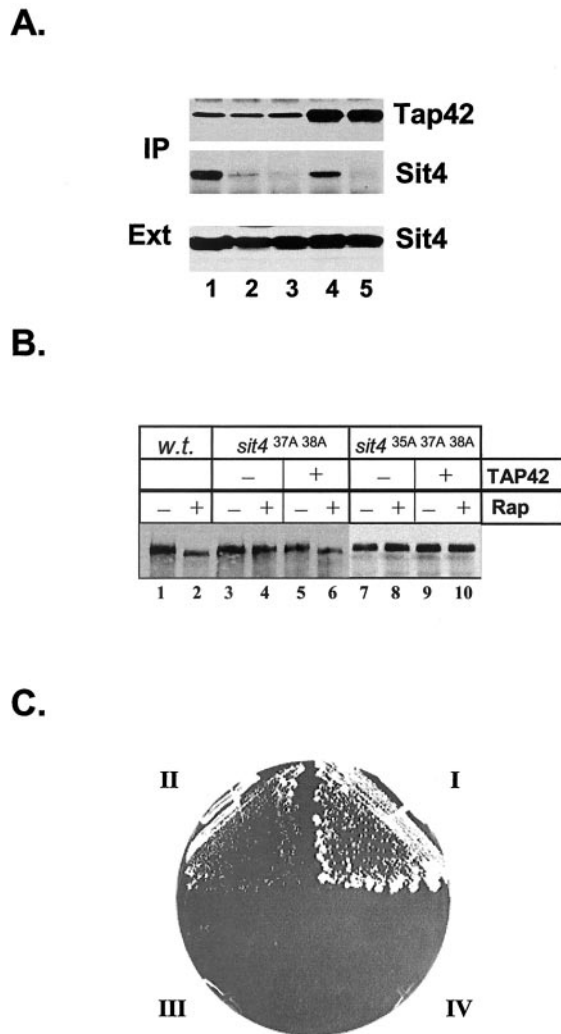 A.
IP Tap42
Sit4
Ext Sit4
1 2 3 4 5
B.
w.t. sit4 37A 38A sit4 35A 37A 38A
− + − + TAP42
− + − + − + − + − + Rap
1 2 3 4 5 6 7 8 9 10
C.
II I
III IV